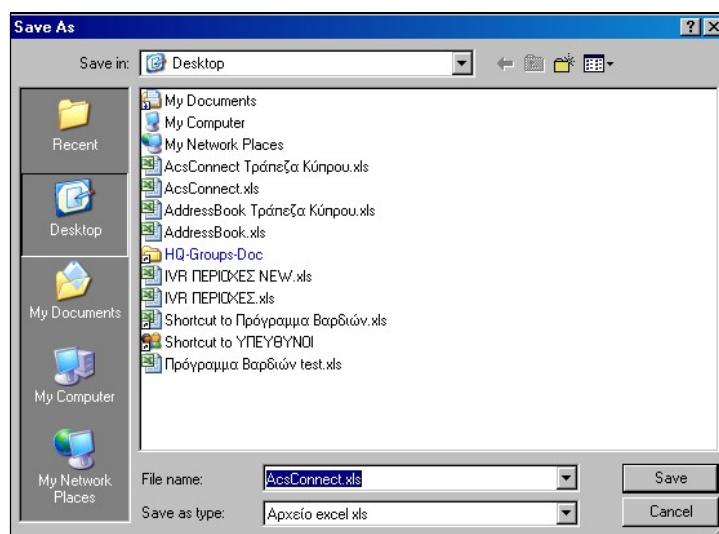 Save As
Save in: Desktop
Recent
Desktop
My Documents
My Computer
My Network
Places
My Documents
My Computer
My Network Places
AcsConnect Τράπεζα Κύπρου.xls
AcsConnect.xls
AddressBook Τράπεζα Κύπρου.xls
AddressBook.xls
HQ-Groups-Doc
IVR ΠΕΡΙΟΧΕΣ NEW.xls
IVR ΠΕΡΙΟΧΕΣ.xls
Shortcut to Πρόγραμμα Βαρδιών.xls
Shortcut to ΥΠΕΥΘΥΝΟΙ
Πρόγραμμα Βαρδιών test.xls
File name: AcsConnect.xls Save
Save as type: Αρχείο excel xls Cancel